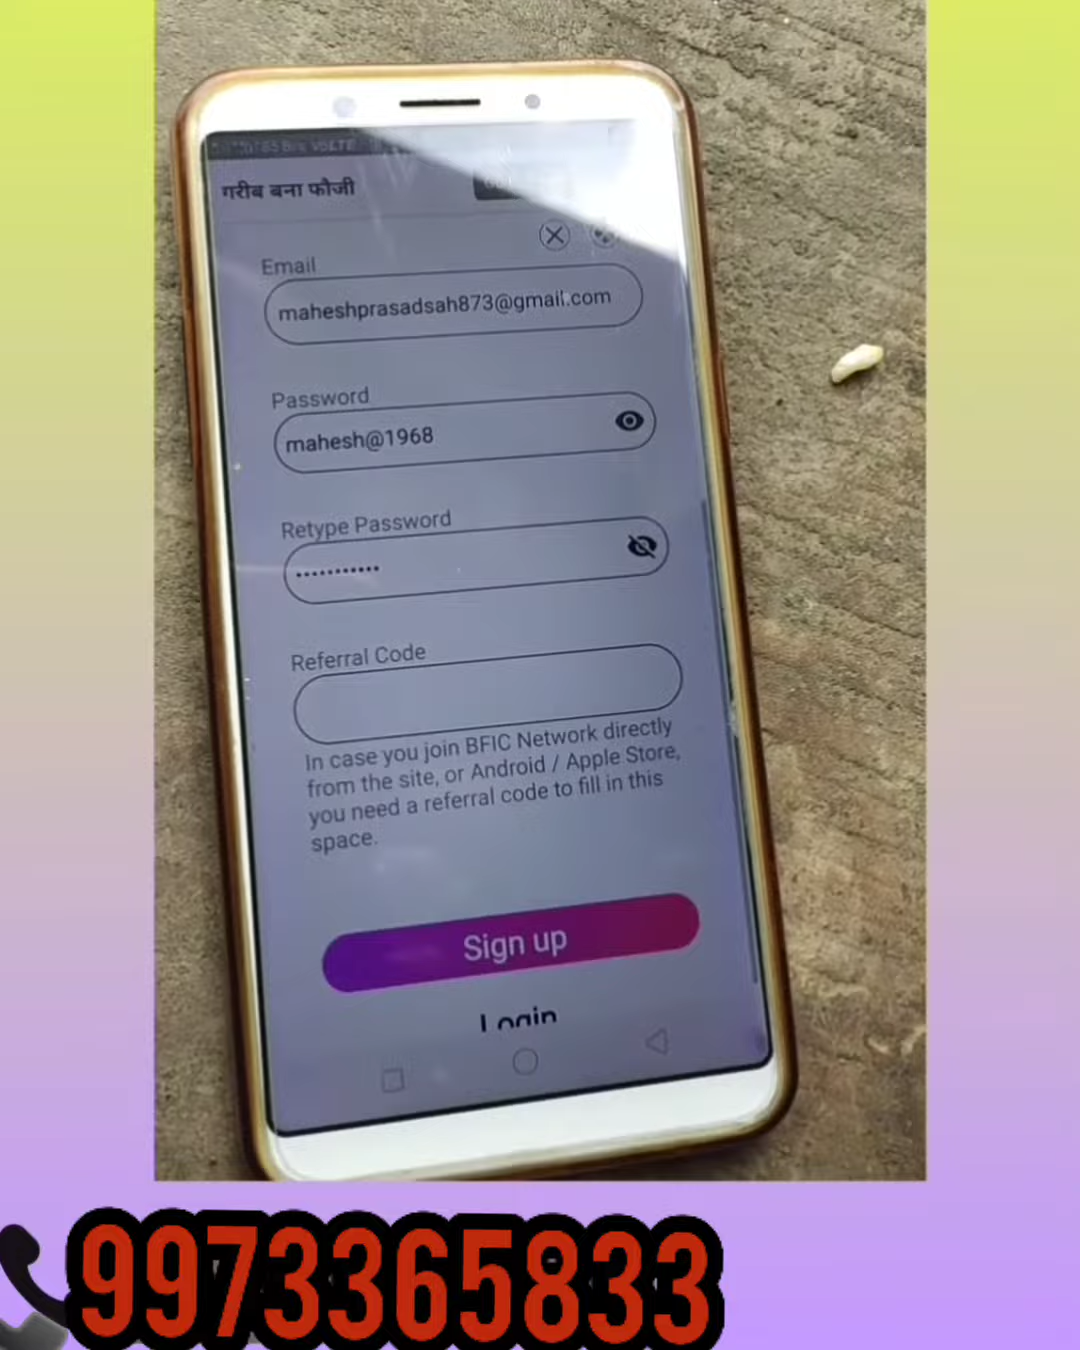 VoLTE
गरीब बना फौजी
Email
maheshprasadsah873@gmail.com
Password
mahesh@1968
Retype Password
•••••••••••
Referral Code
In case you join BFIC Network directly
from the site, or Android / Apple Store,
you need a referral code to fill in this
space.
Sign up
Login
9973365833